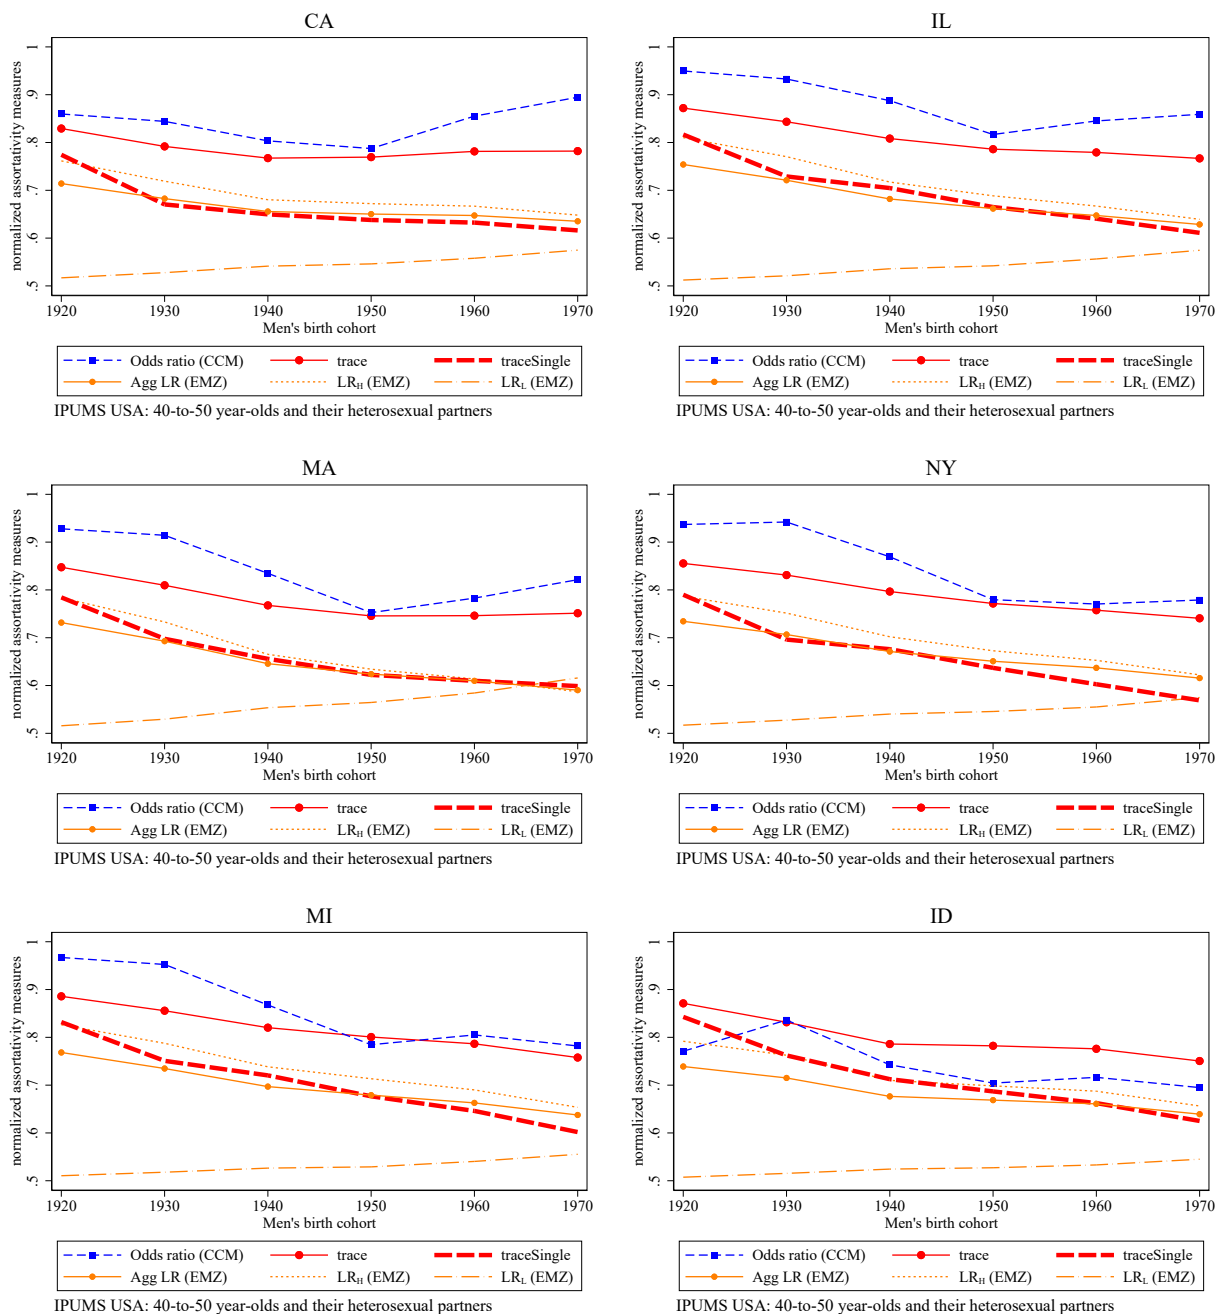 CA
normalized assortativity measures
1
.9
.8
.7
.6
.5
1920 1930 1940 1950 1960 1970
Men's birth cohort
Odds ratio (CCM) trace traceSingle
Agg LR (EMZ) LR_H (EMZ) LR_L (EMZ)
IPUMS USA: 40-to-50 year-olds and their heterosexual partners
IL
normalized assortativity measures
1
.9
.8
.7
.6
.5
1920 1930 1940 1950 1960 1970
Men's birth cohort
Odds ratio (CCM) trace traceSingle
Agg LR (EMZ) LR_H (EMZ) LR_L (EMZ)
IPUMS USA: 40-to-50 year-olds and their heterosexual partners
MA
normalized assortativity measures
1
.9
.8
.7
.6
.5
1920 1930 1940 1950 1960 1970
Men's birth cohort
Odds ratio (CCM) trace traceSingle
Agg LR (EMZ) LR_H (EMZ) LR_L (EMZ)
IPUMS USA: 40-to-50 year-olds and their heterosexual partners
NY
normalized assortativity measures
1
.9
.8
.7
.6
.5
1920 1930 1940 1950 1960 1970
Men's birth cohort
Odds ratio (CCM) trace traceSingle
Agg LR (EMZ) LR_H (EMZ) LR_L (EMZ)
IPUMS USA: 40-to-50 year-olds and their heterosexual partners
MI
normalized assortativity measures
1
.9
.8
.7
.6
.5
1920 1930 1940 1950 1960 1970
Men's birth cohort
Odds ratio (CCM) trace traceSingle
Agg LR (EMZ) LR_H (EMZ) LR_L (EMZ)
IPUMS USA: 40-to-50 year-olds and their heterosexual partners
ID
normalized assortativity measures
1
.9
.8
.7
.6
.5
1920 1930 1940 1950 1960 1970
Men's birth cohort
Odds ratio (CCM) trace traceSingle
Agg LR (EMZ) LR_H (EMZ) LR_L (EMZ)
IPUMS USA: 40-to-50 year-olds and their heterosexual partners